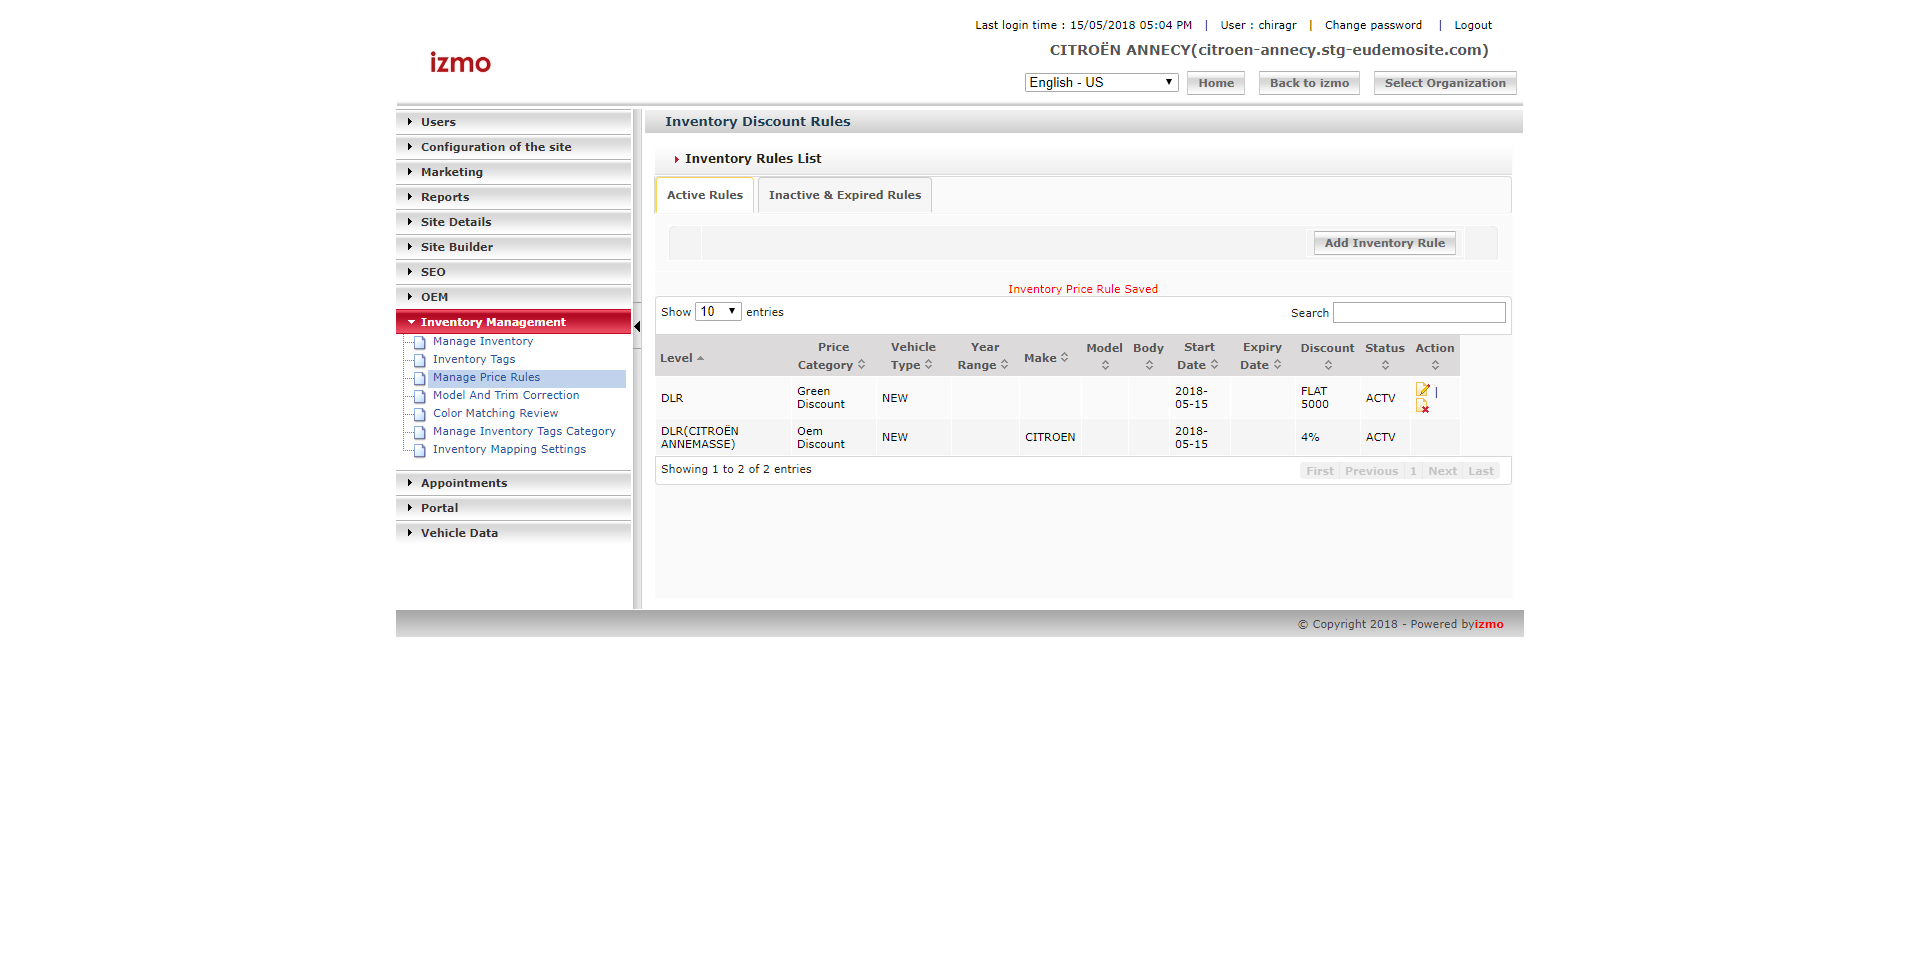 Last login time : 15/05/2018 05:04 PM | User : chiragr | Change password | Logout
CITROËN ANNECY(citroen-annecy.stg-eudemosite.com)
izmo
English - US Home Back to izmo Select Organization
Users
Configuration of the site
Marketing
Reports
Site Details
Site Builder
SEO
OEM
Inventory Management
Manage Inventory
Inventory Tags
Manage Price Rules
Model And Trim Correction
Color Matching Review
Manage Inventory Tags Category
Inventory Mapping Settings
Appointments
Portal
Vehicle Data
Inventory Discount Rules
Inventory Rules List
Active Rules Inactive & Expired Rules
Add Inventory Rule
Inventory Price Rule Saved
Show 10 entries Search
Level Price Category Vehicle Type Year Range Make Model Body Start Date Expiry Date Discount Status Action
DLR Green Discount NEW 2018-05-15 FLAT 5000 ACTV |
DLR(CITROËN ANNEMASSE) Oem Discount NEW CITROEN 2018-05-15 4% ACTV
Showing 1 to 2 of 2 entries First Previous 1 Next Last
© Copyright 2018 - Powered byizmo